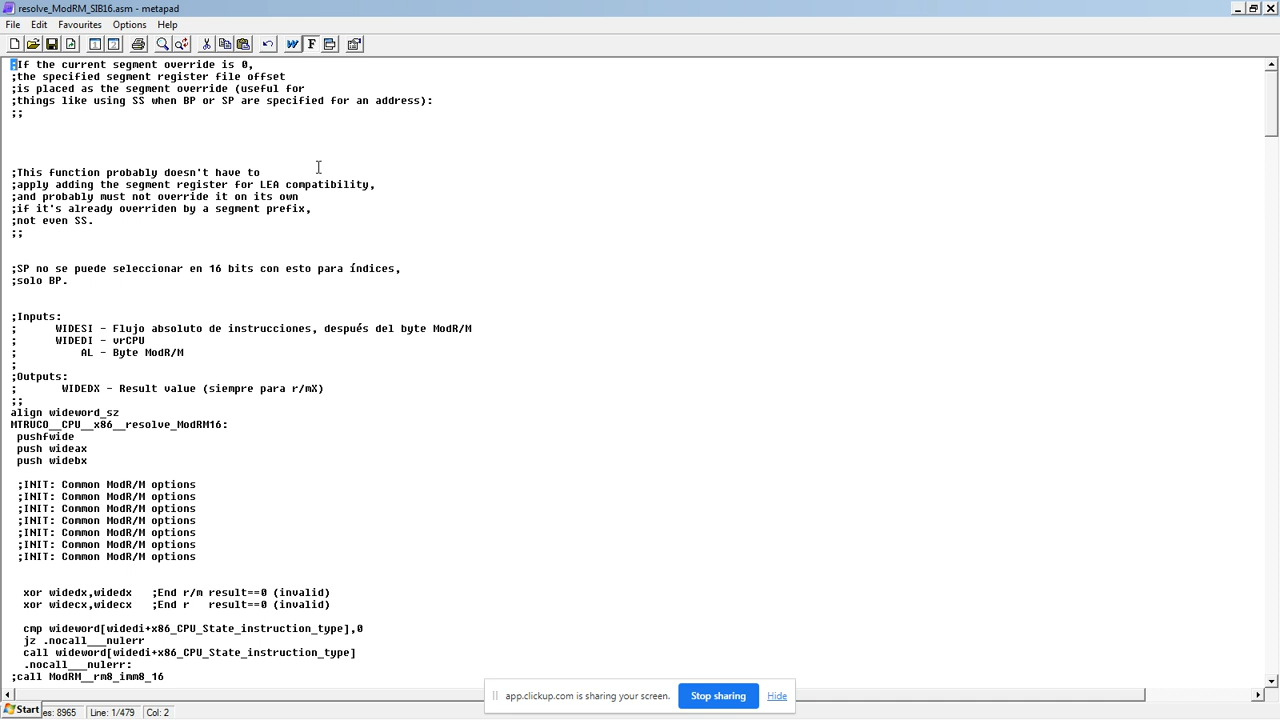 resolve_ModRM_SIB16.asm - metapad
File Edit Favourites Options Help
;If the current segment override is 0,
;the specified segment register file offset
;is placed as the segment override (useful for
;things like using SS when BP or SP are specified for an address):
;;
;This function probably doesn't have to
;apply adding the segment register for LEA compatibility,
;and probably must not override it on its own
;if it's already overriden by a segment prefix,
;not even SS.
;;
;SP no se puede seleccionar en 16 bits con esto para índices,
;solo BP.
;Inputs:
; WIDESI - Flujo absoluto de instrucciones, después del byte ModR/M
; WIDEDI - vrCPU
; AL - Byte ModR/M
;
;Outputs:
; WIDEDX - Result value (siempre para r/mX)
;;
align wideword_sz
MTRUCO__CPU__x86__resolve_ModRM16:
pushfwide
push wideax
push widebx
;INIT: Common ModR/M options
;INIT: Common ModR/M options
;INIT: Common ModR/M options
;INIT: Common ModR/M options
;INIT: Common ModR/M options
;INIT: Common ModR/M options
;INIT: Common ModR/M options
xor widedx,widedx ;End r/m result==0 (invalid)
xor widecx,widecx ;End r result==0 (invalid)
cmp wideword[widedi+x86_CPU_State_instruction_type],0
jz .nocall___nulerr
call wideword[widedi+x86_CPU_State_instruction_type]
.nocall___nulerr:
;call ModRM__rm8_imm8_16
app.clickup.com is sharing your screen. Stop sharing Hide
Start es: 8965 Line: 1/479 Col: 2